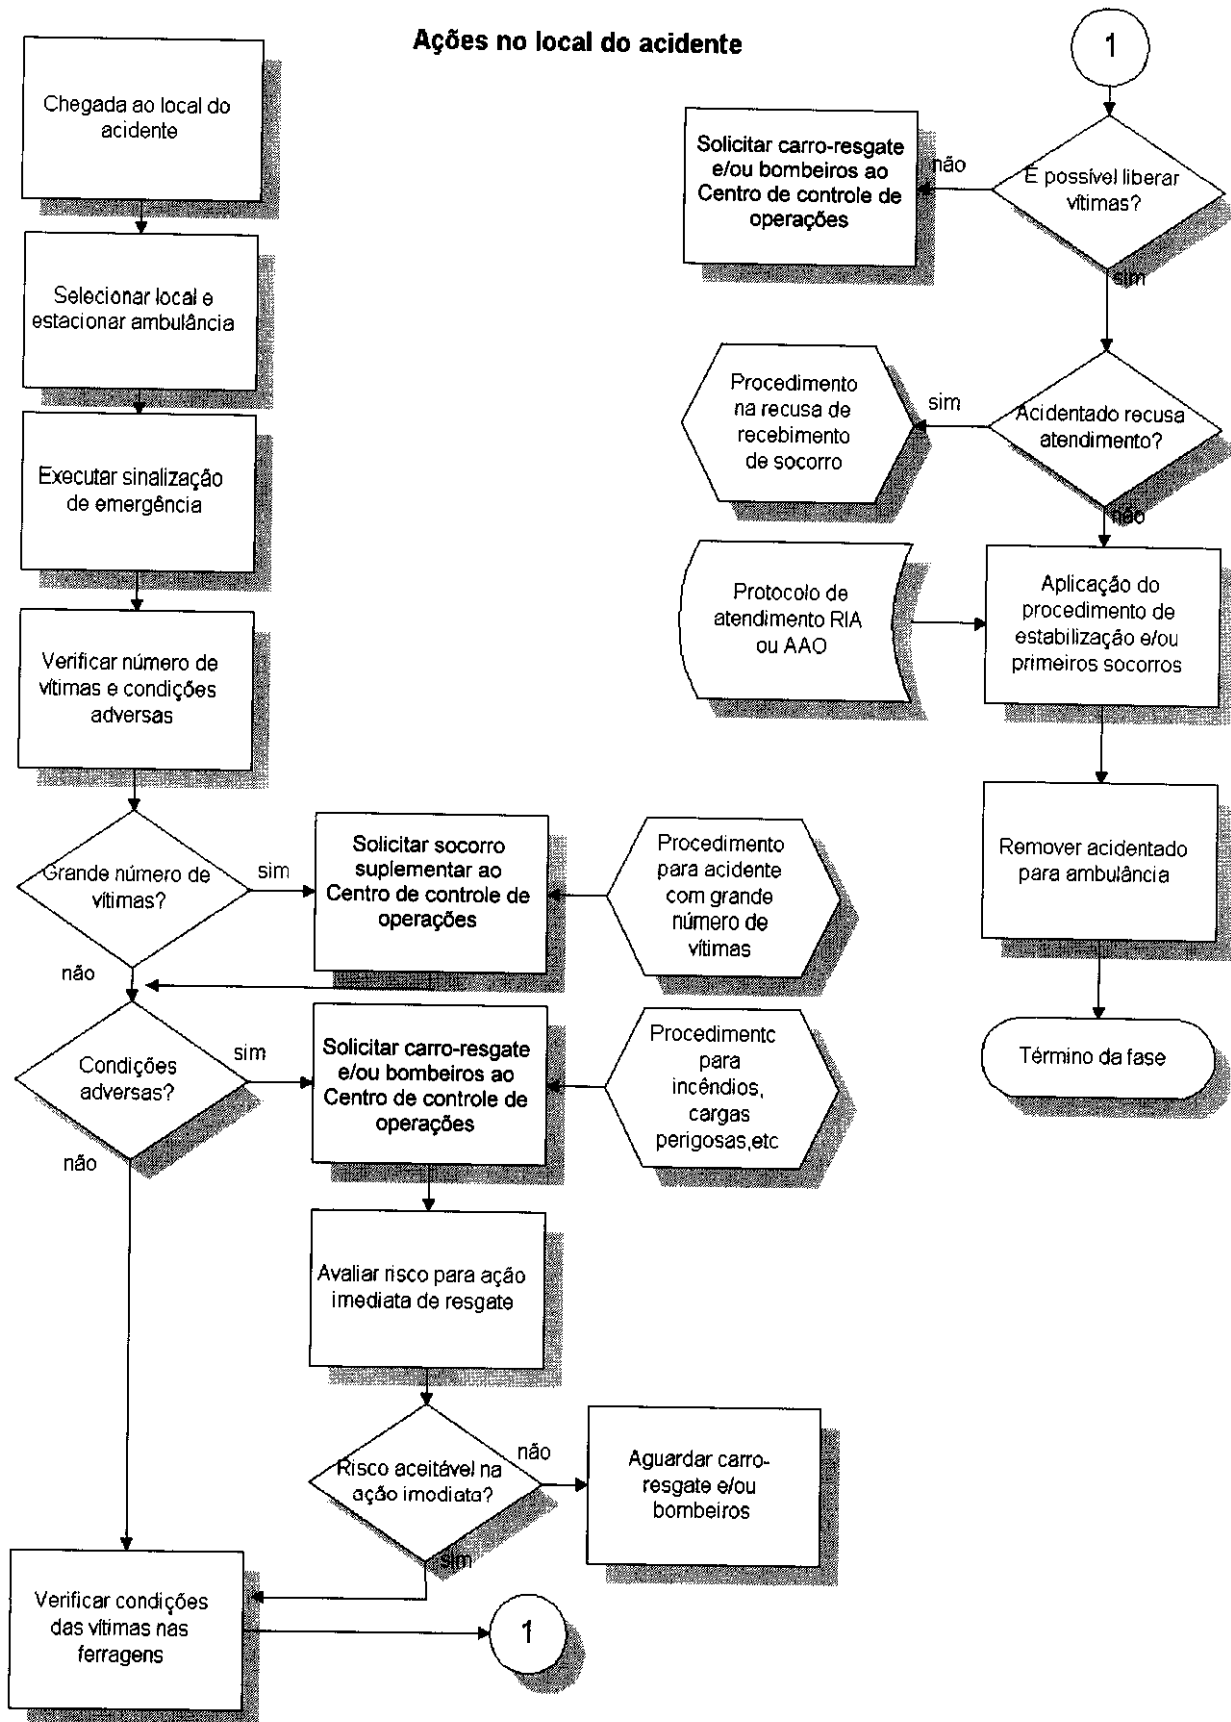 Ações no local do acidente
Chegada ao local do
acidente
Selecionar local e
estacionar ambulância
Executar sinalização
de emergência
Verificar número de
vítimas e condições
adversas
Grande número de
vítimas?
sim
não
Solicitar socorro
suplementar ao
Centro de controle de
operações
Procedimento
para acidente
com grande
número de
vítimas
Condições
adversas?
sim
não
Solicitar carro-resgate
e/ou bombeiros ao
Centro de controle de
operações
Procedimentc
para
incêndios,
cargas
perigosas,etc
Avaliar risco para ação
imediata de resgate
Risco aceitável na
ação imodiata?
não
sim
Aguardar carro-
resgate e/ou
bombeiros
Verificar condições
das vítimas nas
ferragens
1
1
E possível liberar
vítimas?
não
sim
Solicitar carro-resgate
e/ou bombeiros ao
Centro de controle de
operações
Acidentado recusa
atendimento?
sim
não
Procedimento
na recusa de
recebimento
de socorro
Protocolo de
atendimento RIA
ou AAO
Aplicação do
procedimento de
estabilização e/ou
primeiros socorros
Remover acidentado
para ambulância
Término da fase